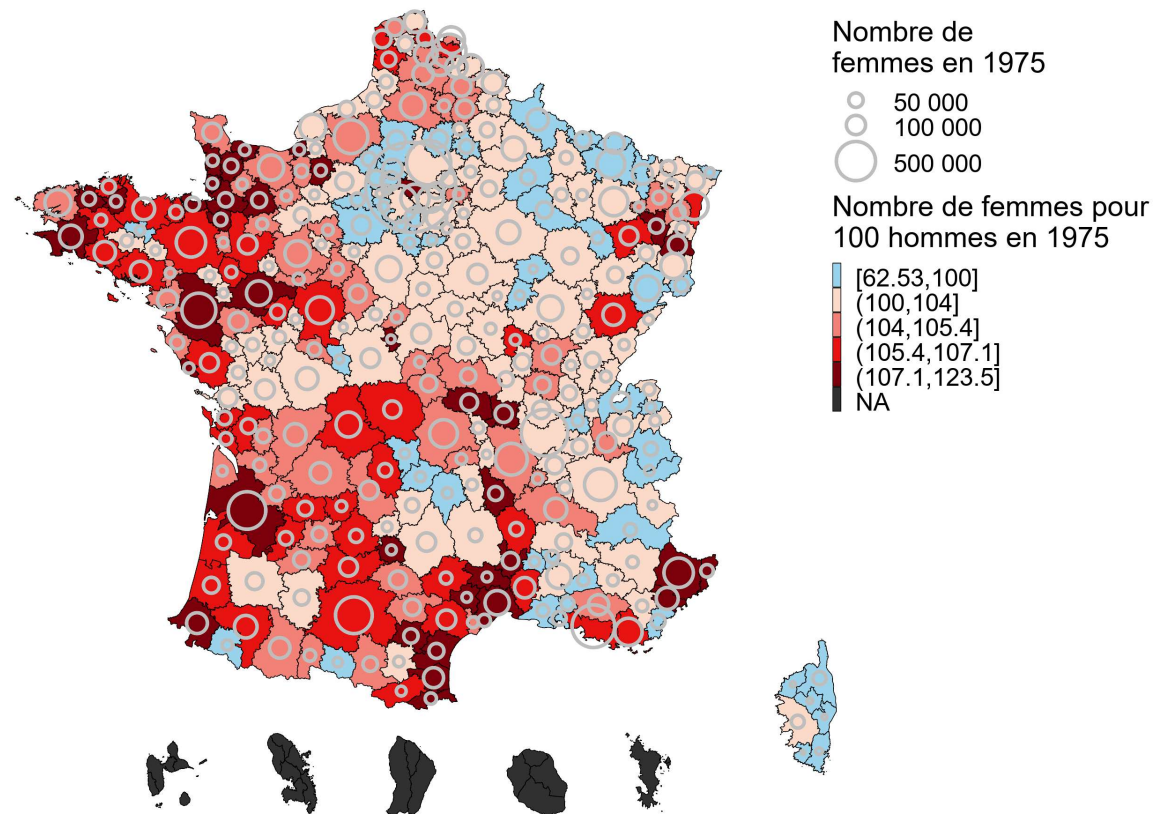 Nombre de
femmes en 1975
50 000
100 000
500 000
Nombre de femmes pour
100 hommes en 1975
[62.53,100]
(100,104]
(104,105.4]
(105.4,107.1]
(107.1,123.5]
NA